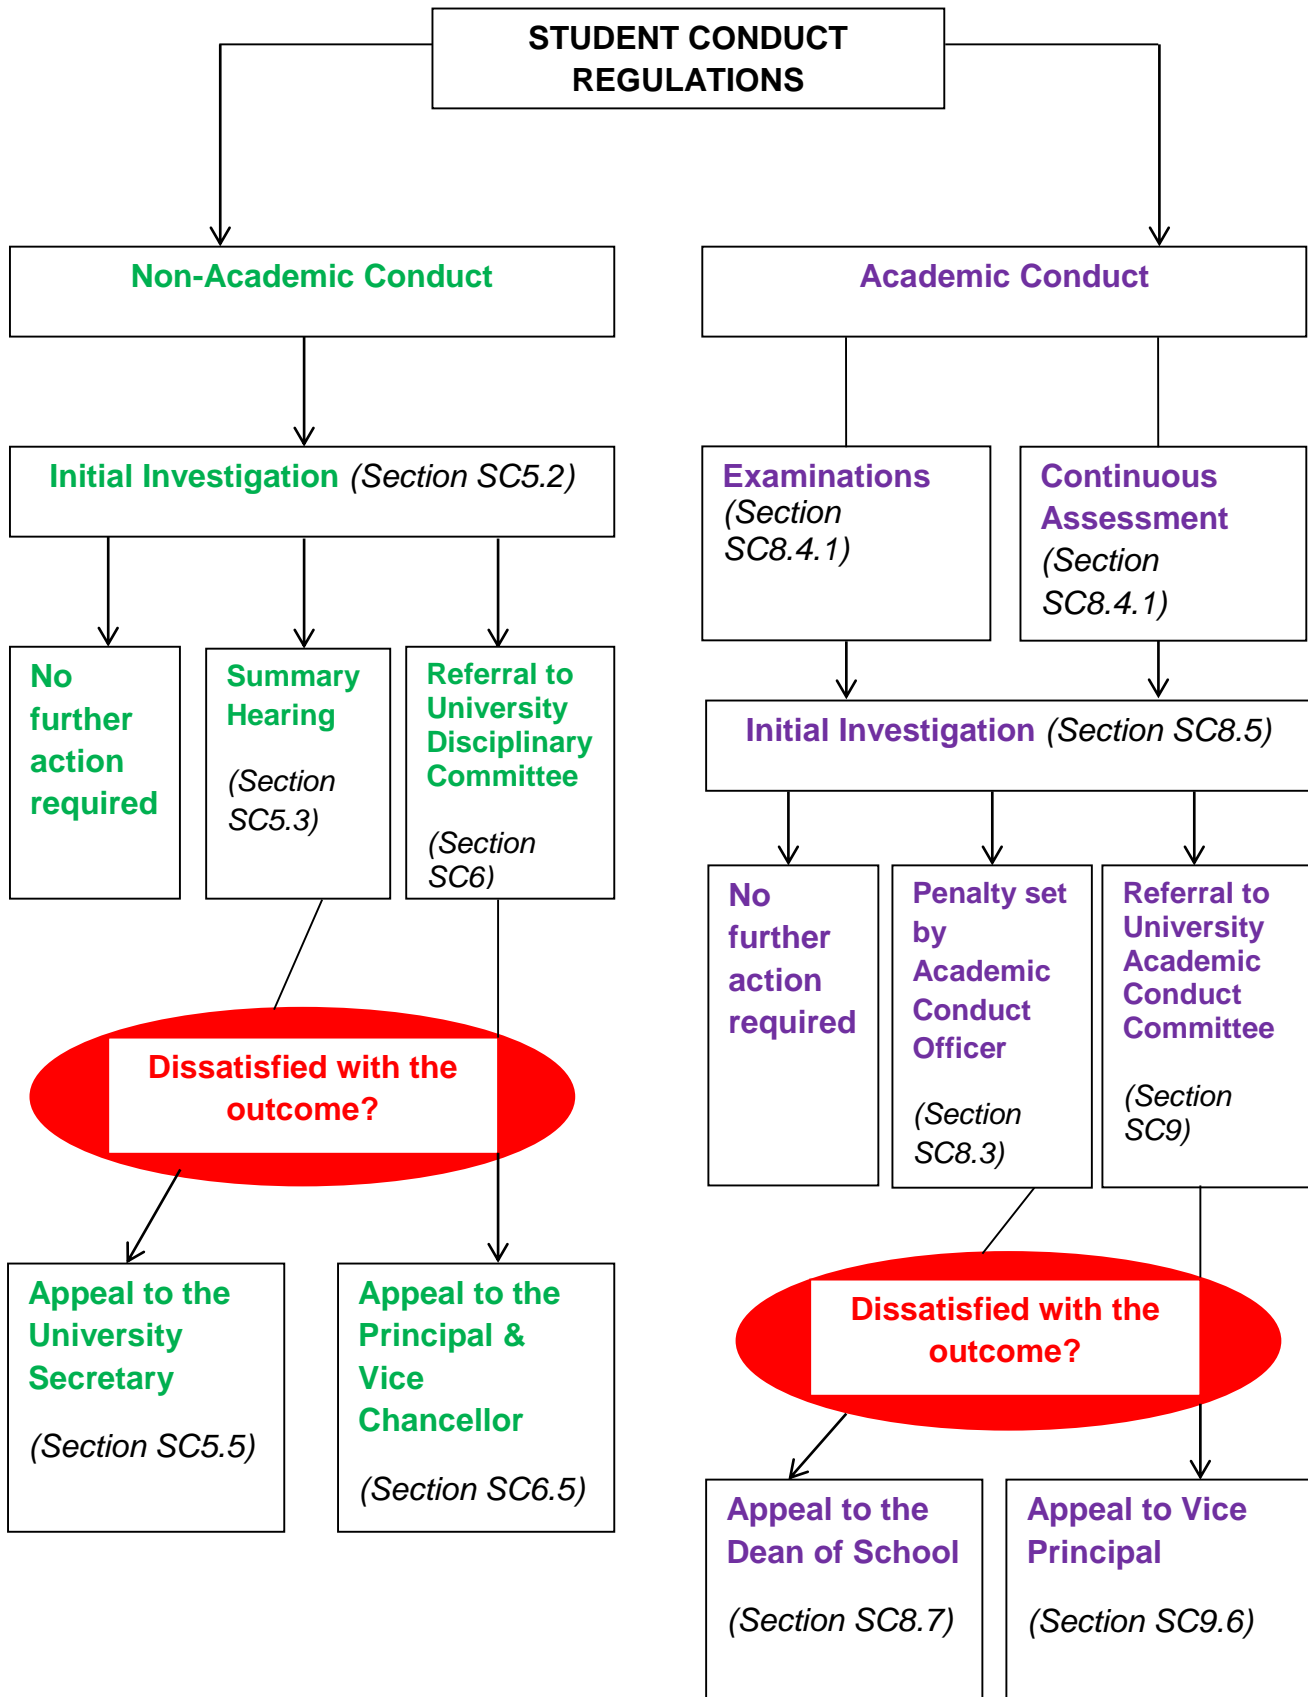 STUDENT CONDUCT
REGULATIONS
Non-Academic Conduct
Academic Conduct
Initial Investigation (Section SC5.2)
Examinations
(Section
SC8.4.1)
Continuous
Assessment
(Section
SC8.4.1)
No
further
action
required
Summary
Hearing
(Section
SC5.3)
Referral to
University
Disciplinary
Committee
(Section
SC6)
Initial Investigation (Section SC8.5)
No
further
action
required
Penalty set
by
Academic
Conduct
Officer
(Section
SC8.3)
Referral to
University
Academic
Conduct
Committee
(Section
SC9)
Dissatisfied with the
outcome?
Appeal to the
University
Secretary
(Section SC5.5)
Appeal to the
Principal &
Vice
Chancellor
(Section SC6.5)
Dissatisfied with the
outcome?
Appeal to the
Dean of School
(Section SC8.7)
Appeal to Vice
Principal
(Section SC9.6)